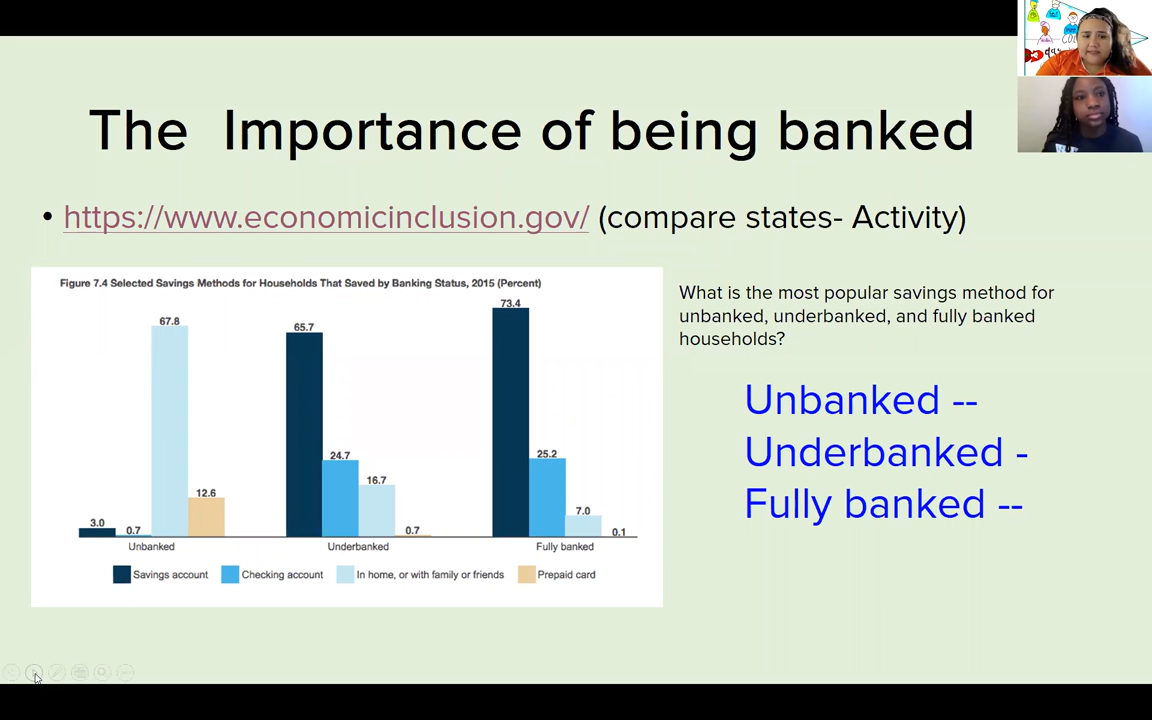 The  Importance of being banked
• https://www.economicinclusion.gov/ (compare states- Activity)
Figure 7.4 Selected Savings Methods for Households That Saved by Banking Status, 2015 (Percent)
3.0
0.7
67.8
12.6
65.7
24.7
16.7
0.7
73.4
25.2
7.0
0.1
Unbanked
Underbanked
Fully banked
Savings account
Checking account
In home, or with family or friends
Prepaid card
What is the most popular savings method for
unbanked, underbanked, and fully banked
households?
Unbanked --
Underbanked -
Fully banked --